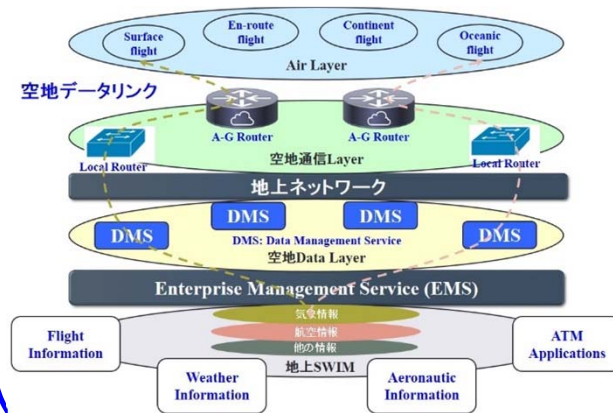 Surface
flight
En-route
flight
Continent
flight
Oceanic
flight
Air Layer
空地データリンク
A-G Router
A-G Router
Local Router
Local Router
空地通信Layer
地上ネットワーク
DMS
DMS
DMS
DMS
DMS: Data Management Service
空地Data Layer
Enterprise Management Service (EMS)
気象情報
航空情報
他の情報
地上SWIM
Flight
Information
Weather
Information
Aeronautic
Information
ATM
Applications